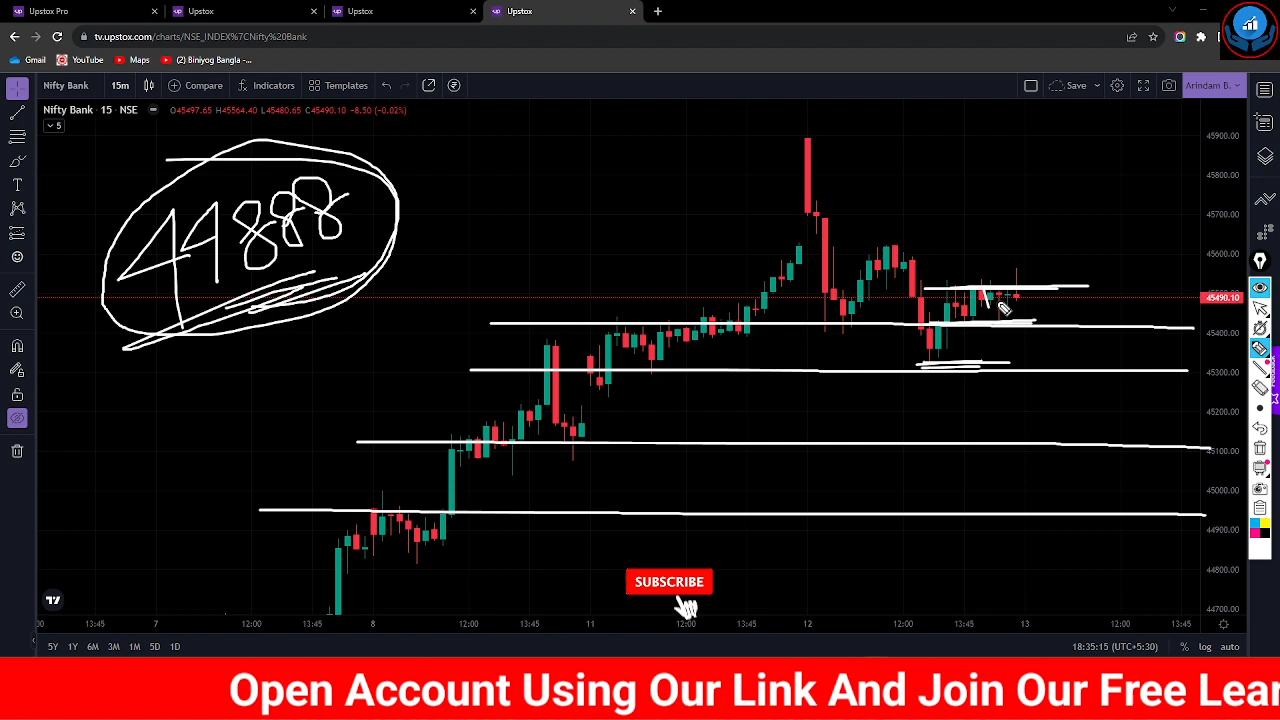 Upstox Pro
Upstox
Upstox
Upstox
tv.upstox.com/charts/NSE_INDEX%7CNifty%20Bank
Gmail
YouTube
Maps
(2) Biniyog Bangla -...
Nifty Bank
15m
Compare
Indicators
Templates
Save
Arindam B.
Nifty Bank · 15 · NSE
O45497.65 H45564.40 L45480.65 C45490.10 -8.50 (-0.02%)
5
44888
45900.00
45800.00
45700.00
45600.00
45490.10
45400.00
45300.00
45200.00
45100.00
45000.00
44900.00
44800.00
44700.00
SUBSCRIBE
13:45
7
12:00
13:45
8
12:00
13:45
11
12:00
13:45
12
12:00
13:45
13
12:00
13:45
5Y 1Y 6M 3M 1M 5D 1D
18:35:15 (UTC+5:30)
% log auto
Open Account Using Our Link And Join Our Free Lear